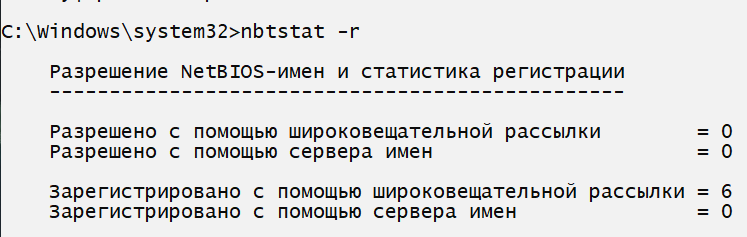 C:\Windows\system32>nbtstat -r
Разрешение NetBIOS-имен и статистика регистрации
------------------------------------------------
Разрешено с помощью широковещательной рассылки = 0
Разрешено с помощью сервера имен = 0
Зарегистрировано с помощью широковещательной рассылки = 6
Зарегистрировано с помощью сервера имен = 0